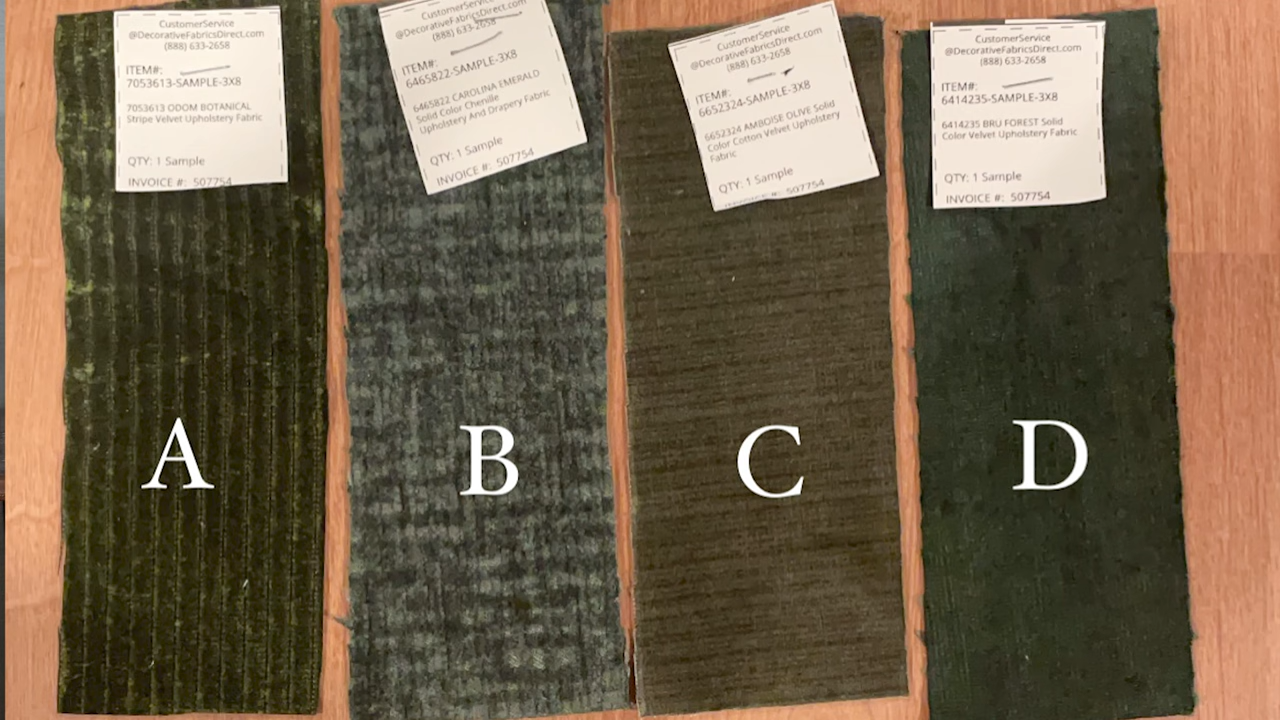 CustomerService
@DecorativeFabricsDirect.com
(888) 633-2658
ITEM#:
7053613-SAMPLE-3X8
7053613 ODOM BOTANICAL
Stripe Velvet Upholstery Fabric
QTY: 1 Sample
INVOICE #: 507754
CustomerService
@DecorativeFabricsDirect.com
(888) 633-2658
ITEM#:
6465822-SAMPLE-3X8
6465822 CAROLINA EMERALD
Solid Color Chenille
Upholstery And Drapery Fabric
QTY: 1 Sample
INVOICE #: 507754
CustomerService
@DecorativeFabricsDirect.com
(888) 633-2658
ITEM#:
6652324-SAMPLE-3X8
6652324 AMBOISE OLIVE Solid
Color Cotton Velvet Upholstery
Fabric
QTY: 1 Sample
INVOICE #: 507754
CustomerService
@DecorativeFabricsDirect.com
(888) 633-2658
ITEM#:
6414235-SAMPLE-3X8
6414235 BRU FOREST Solid
Color Velvet Upholstery Fabric
QTY: 1 Sample
INVOICE #: 507754
A B C D